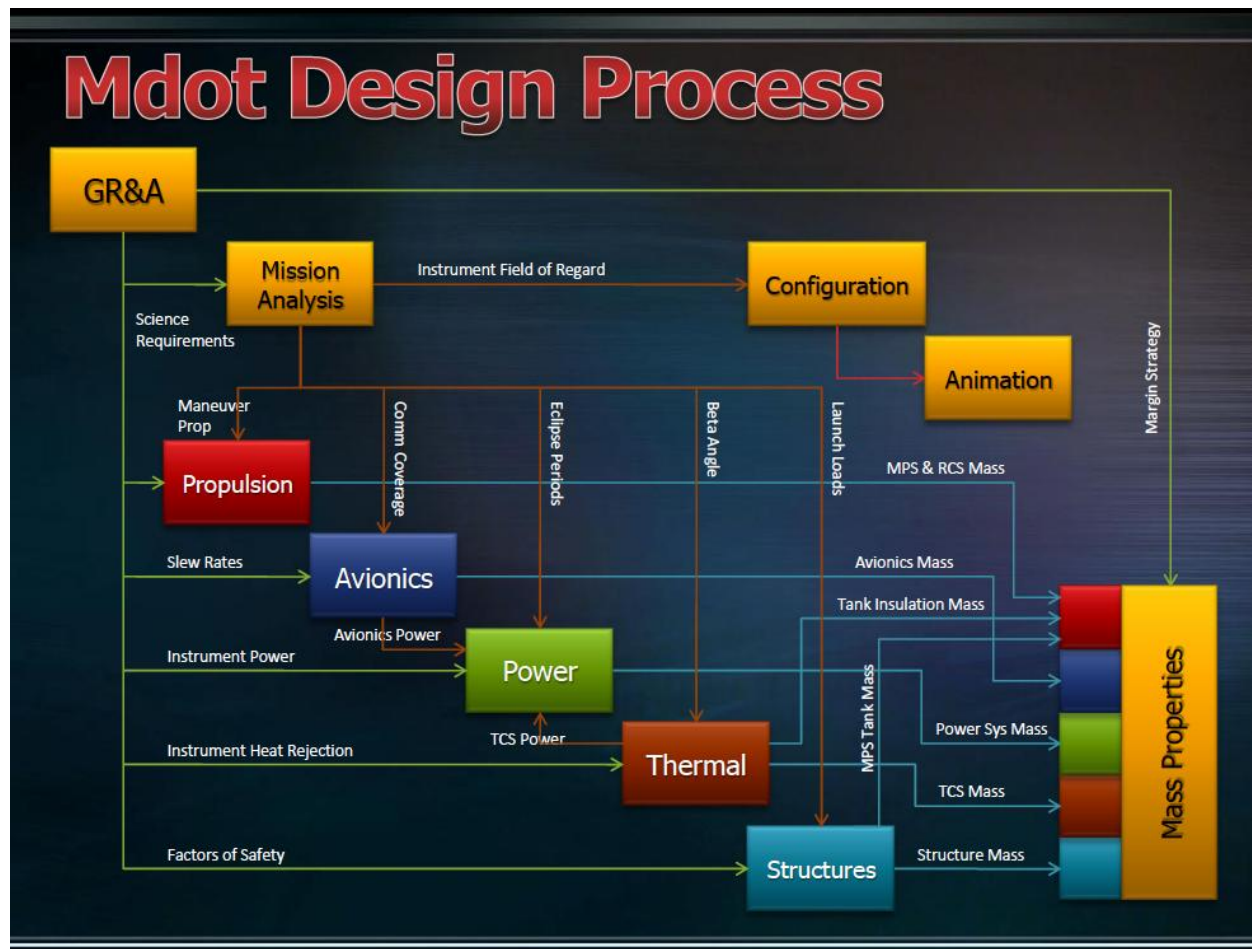 Mdot Design Process
GR&A
Mission
Analysis
Instrument Field of Regard
Configuration
Science
Requirements
Animation
Margin Strategy
Maneuver
Prop
Comm Coverage
Eclipse Periods
Beta Angle
Launch Loads
Propulsion
MPS & RCS Mass
Slew Rates
Avionics
Avionics Mass
Tank Insulation Mass
Avionics Power
Instrument Power
Power
MPS Tank Mass
Power Sys Mass
Mass Properties
TCS Power
Instrument Heat Rejection
Thermal
TCS Mass
Factors of Safety
Structures
Structure Mass